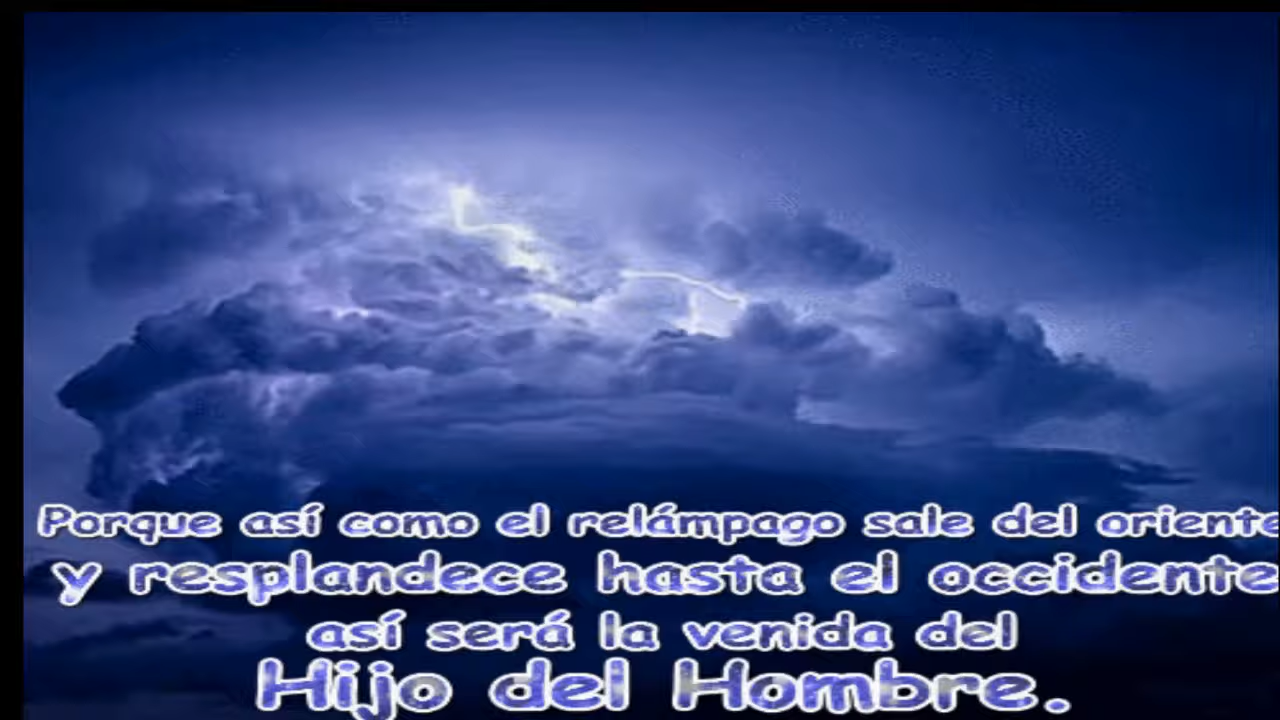 Porque así como el relámpago sale del oriente
y resplandece hasta el occidente
así será la venida del
Hijo del Hombre.